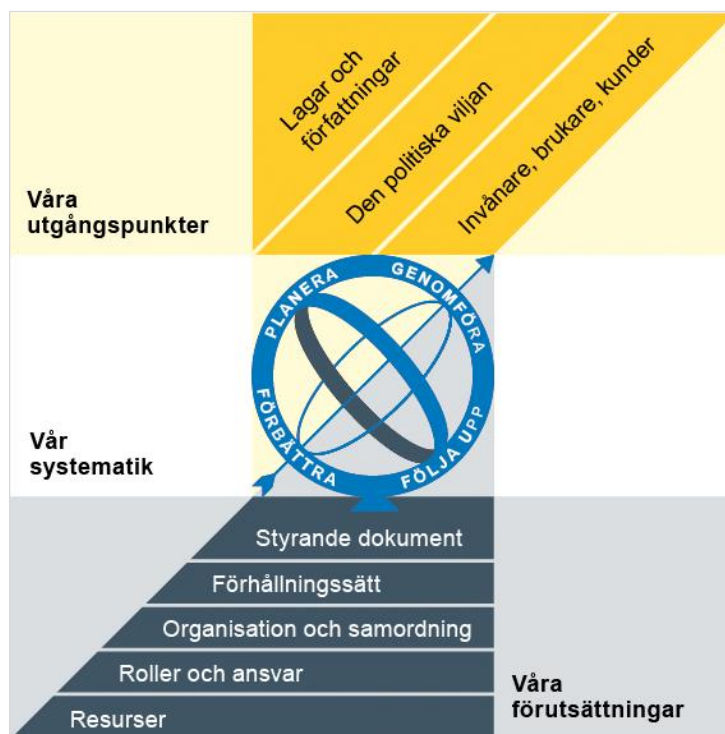 Lagar och
författningar
Den politiska viljan
Invånare, brukare, kunder
Våra
utgångspunkter
PLANERA
GENOMFÖRA
FÖLJA UPP
FÖRBÄTTRA
Vår
systematik
Styrande dokument
Förhållningssätt
Organisation och samordning
Roller och ansvar
Resurser
Våra
förutsättningar